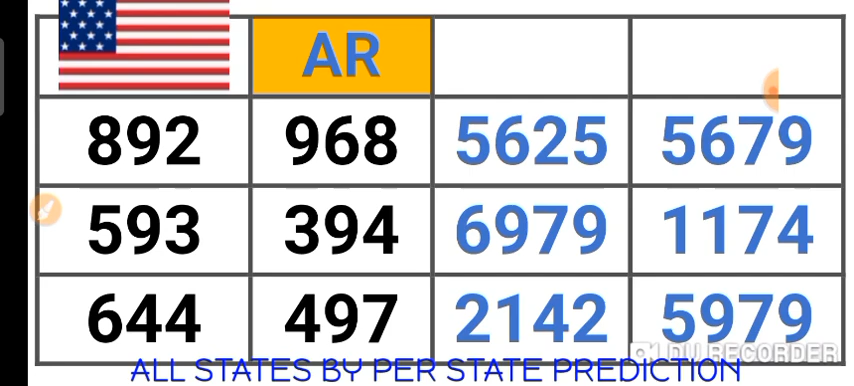 AR
892 968 5625 5679
593 394 6979 1174
644 497 2142 5979
DU RECORDER
ALL STATES BY PER STATE PREDICTION